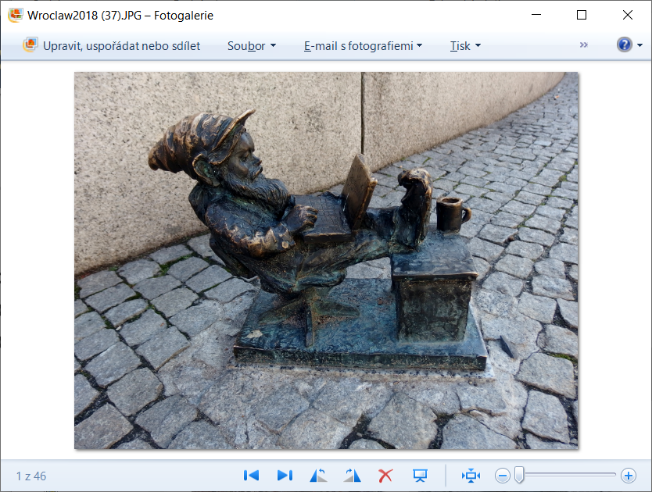 Wroclaw2018 (37).JPG – Fotogalerie
Upravit, uspořádat nebo sdílet Soubor E-mail s fotografiemi Tisk » ?
1 z 46